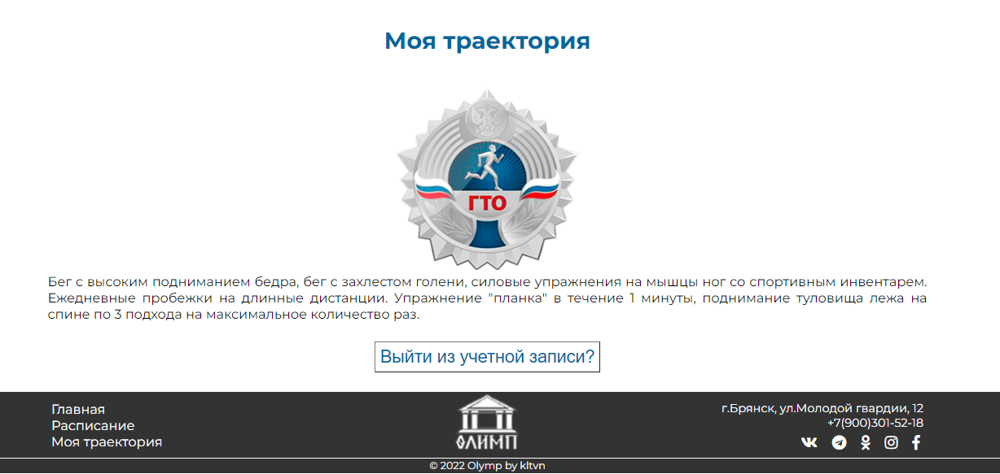 Моя траектория
ГТО
Бег с высоким подниманием бедра, бег с захлестом голени, силовые упражнения на мышцы ног со спортивным инвентарем.
Ежедневные пробежки на длинные дистанции. Упражнение "планка" в течение 1 минуты, поднимание туловища лежа на
спине по 3 подхода на максимальное количество раз.
Выйти из учетной записи?
Главная
Расписание
Моя траектория
ОЛИМП
г.Брянск, ул.Молодой гвардии, 12
+7(900)301-52-18
© 2022 Olymp by kltvn